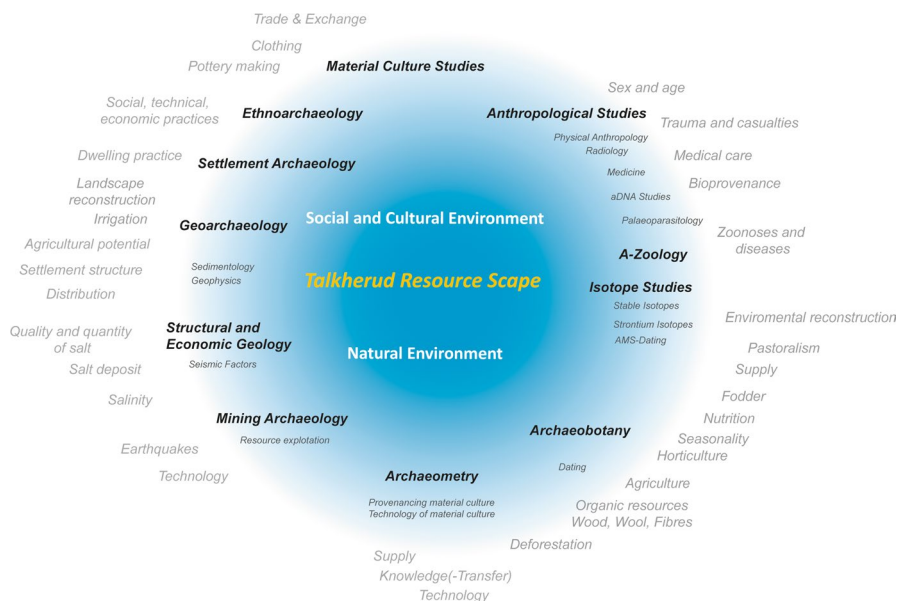 Trade & Exchange
Clothing
Pottery making
Material Culture Studies
Social, technical,
economic practices
Ethnoarchaeology
Dwelling practice
Settlement Archaeology
Landscape
reconstruction
Irrigation
Geoarchaeology
Agricultural potential
Settlement structure
Distribution
Sedimentology
Geophysics
Quality and quantity
of salt
Salt deposit
Structural and
Economic Geology
Seismic Factors
Salinity
Mining Archaeology
Resource explotation
Earthquakes
Technology
Social and Cultural Environment
Talkherud Resource Scape
Natural Environment
Sex and age
Anthropological Studies
Trauma and casualties
Physical Anthropology
Radiology
Medical care
Medicine
Bioprovenance
aDNA Studies
Palaeoparasitology
Zoonoses and
diseases
A-Zoology
Isotope Studies
Stable Isotopes
Strontium Isotopes
AMS-Dating
Enviromental reconstruction
Pastoralism
Supply
Fodder
Nutrition
Seasonality
Horticulture
Archaeobotany
Dating
Agriculture
Organic resources
Wood, Wool, Fibres
Deforestation
Archaeometry
Provenancing material culture
Technology of material culture
Supply
Knowledge(-Transfer)
Technology